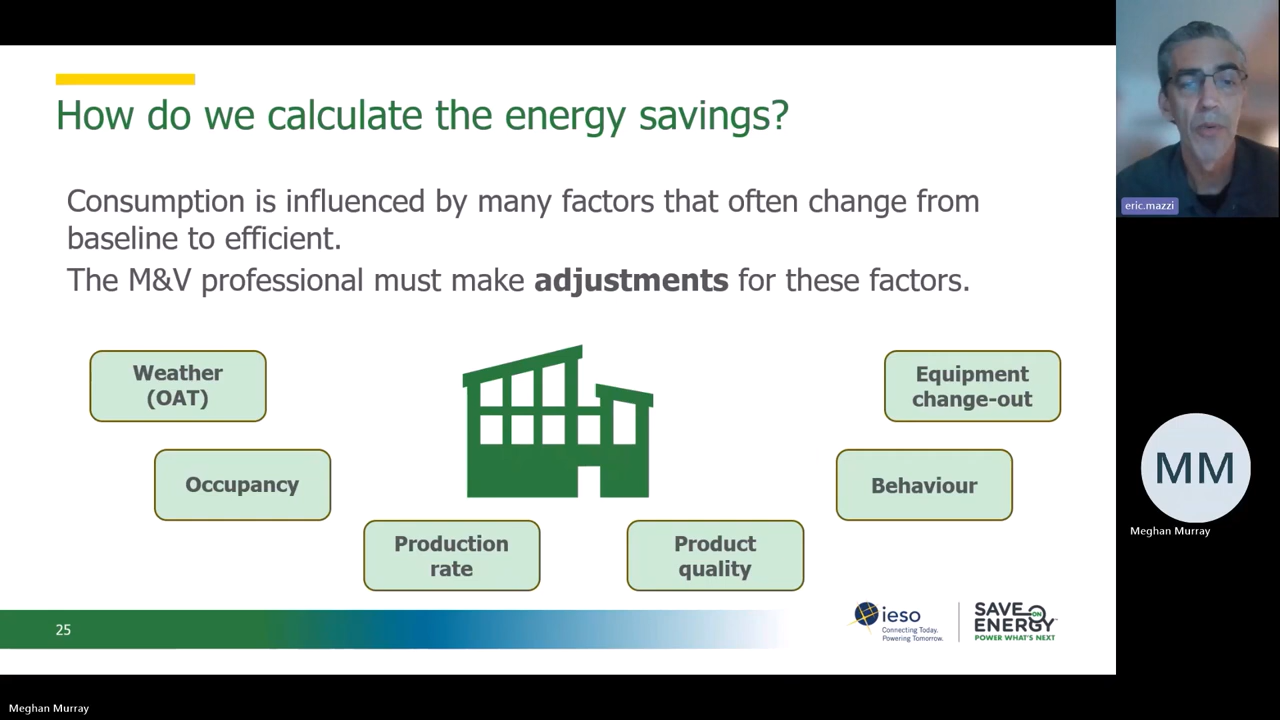 How do we calculate the energy savings?
Consumption is influenced by many factors that often change from
baseline to efficient.
The M&V professional must make adjustments for these factors.
Weather
(OAT)
Equipment
change-out
Occupancy
Behaviour
Production
rate
Product
quality
25
ieso
Connecting Today.
Powering Tomorrow.
SAVE ON
ENERGY
POWER WHAT'S NEXT
eric.mazzi
MM
Meghan Murray
Meghan Murray